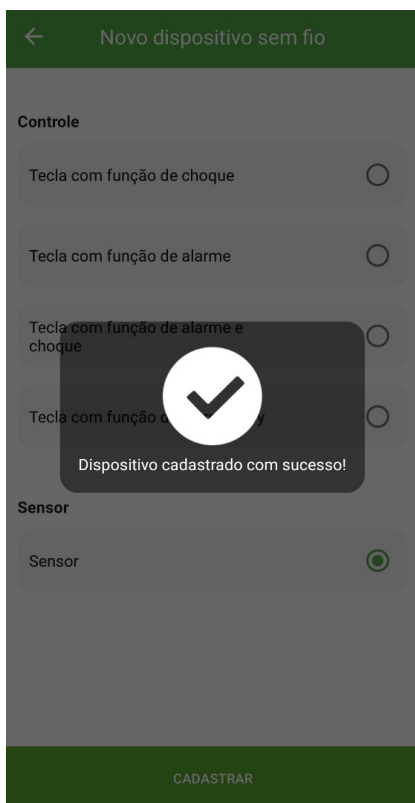 Novo dispositivo sem fio
Controle
Tecla com função de choque
Tecla com função de alarme
Tecla com função de alarme e
choque
Tecla com função d
y
Dispositivo cadastrado com sucesso!
Sensor
Sensor
CADASTRAR